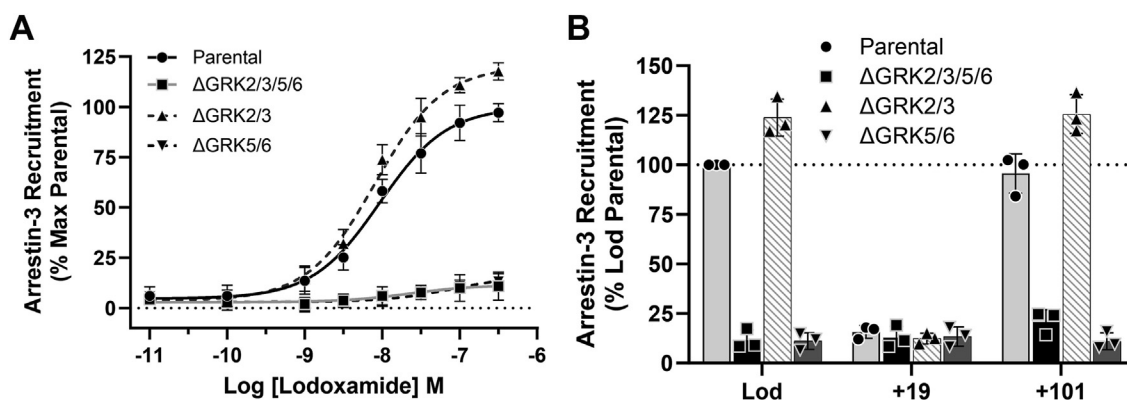 A
Arrestin-3 Recruitment
(% Max Parental)
125
100
75
50
25
0
-11
-10
-9
-8
-7
-6
Log [Lodoxamide] M
Parental
ΔGRK2/3/5/6
ΔGRK2/3
ΔGRK5/6
B
Arrestin-3 Recruitment
(% Lod Parental)
150
125
100
75
50
25
0
Lod
+19
+101
Parental
ΔGRK2/3/5/6
ΔGRK2/3
ΔGRK5/6